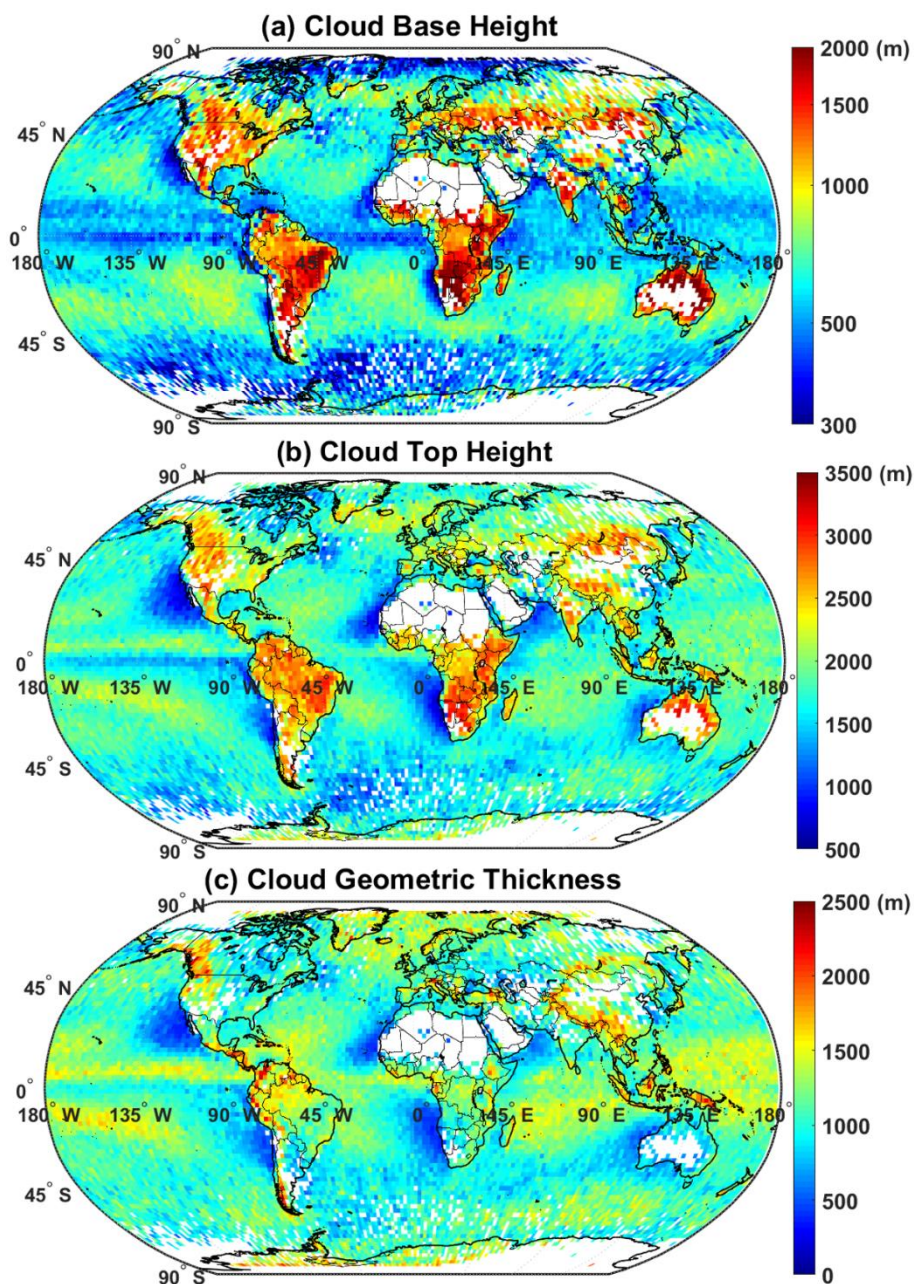 (a) Cloud Base Height
90° N
2000 (m)
1500
45° N
1000
0°
180° W 135° W 90° W 45° W 0° 45° E 90° E 135° E 180°
500
45° S
300
90° S
(b) Cloud Top Height
90° N
3500 (m)
3000
45° N
2500
0°
2000
180° W 135° W 90° W 45° W 0° 45° E 90° E 135° E 180°
1500
45° S
1000
90° S
500
(c) Cloud Geometric Thickness
90° N
2500 (m)
2000
45° N
1500
0°
180° W 135° W 90° W 45° W 0° 45° E 90° E 135° E 180°
1000
45° S
500
90° S
0